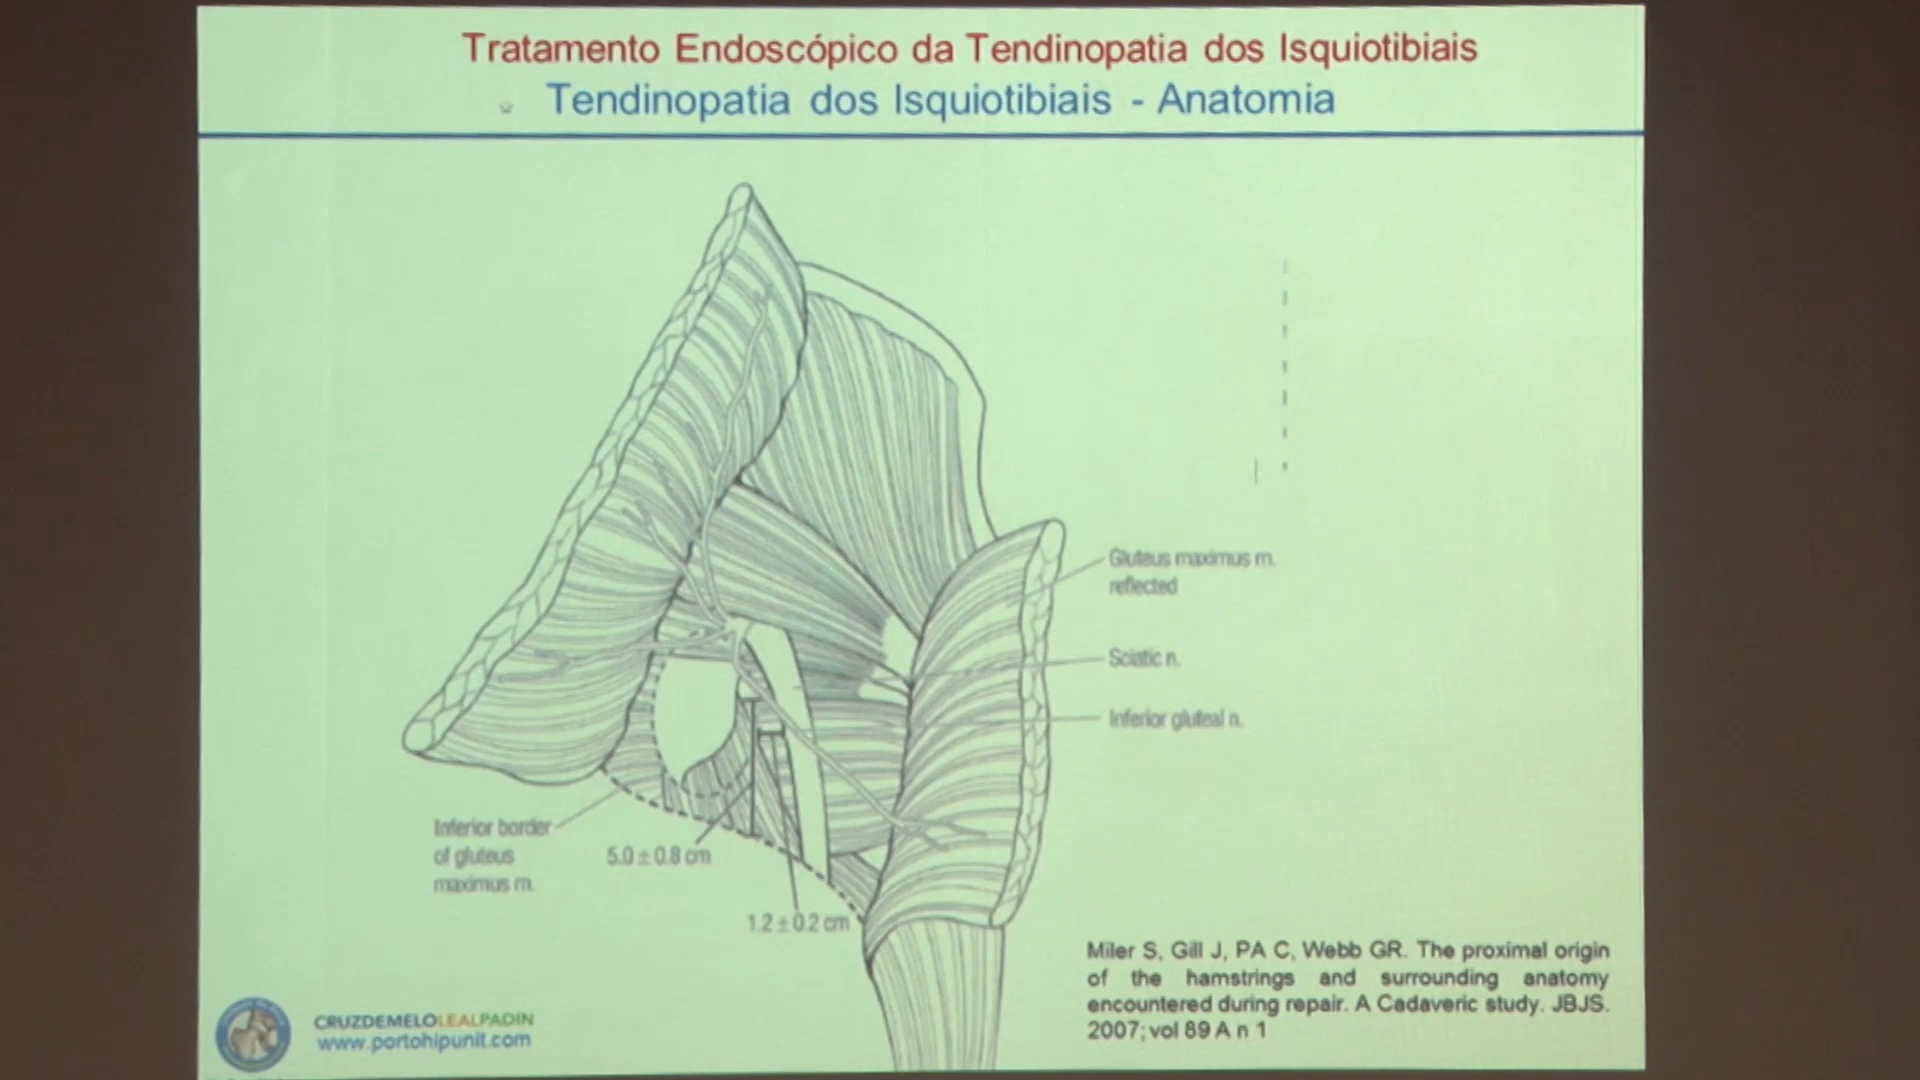 Tratamento Endoscópico da Tendinopatia dos Isquiotibiais
Tendinopatia dos Isquiotibiais - Anatomia
Gluteus maximus m.
reflected
Sciatic n.
Inferior gluteal n.
Inferior border
of gluteus
maximus m.
5.0 ± 0.8 cm
1.2 ± 0.2 cm
Miler S, Gill J, PA C, Webb GR. The proximal origin
of the hamstrings and surrounding anatomy
encountered during repair. A Cadaveric study. JBJS.
2007; vol 89 A n 1
CRUZDEMELOLEALPADIN
www.portohipunit.com